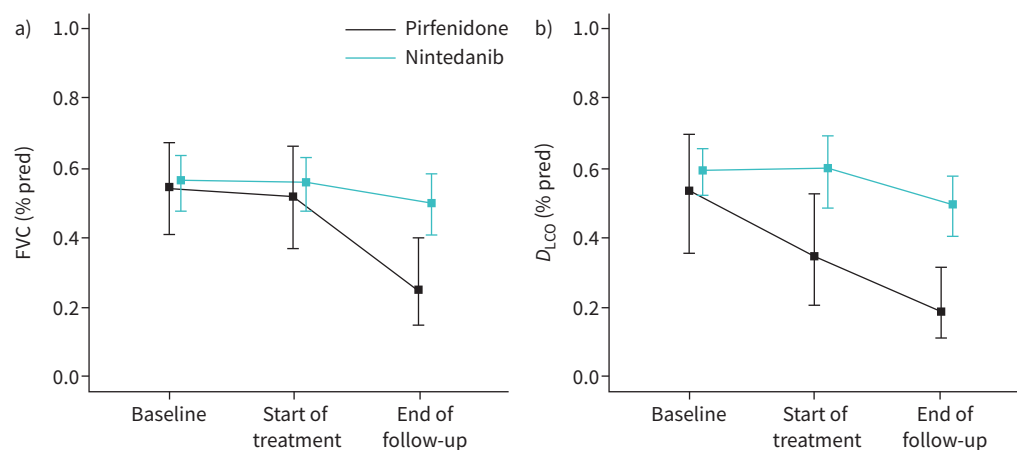 a)
Pirfenidone
Nintedanib
FVC (% pred)
1.0
0.8
0.6
0.4
0.2
0.0
Baseline
Start of
treatment
End of
follow-up
b)
DLCO (% pred)
1.0
0.8
0.6
0.4
0.2
0.0
Baseline
Start of
treatment
End of
follow-up